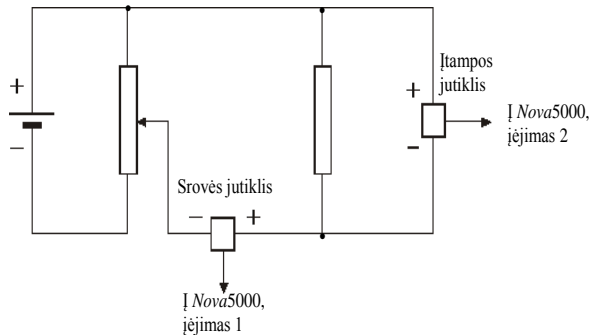 Įtampos
jutiklis
+
+
Į Nova5000,
įėjimas 2
–
-
Srovės jutiklis
– +
Į Nova5000,
įėjimas 1